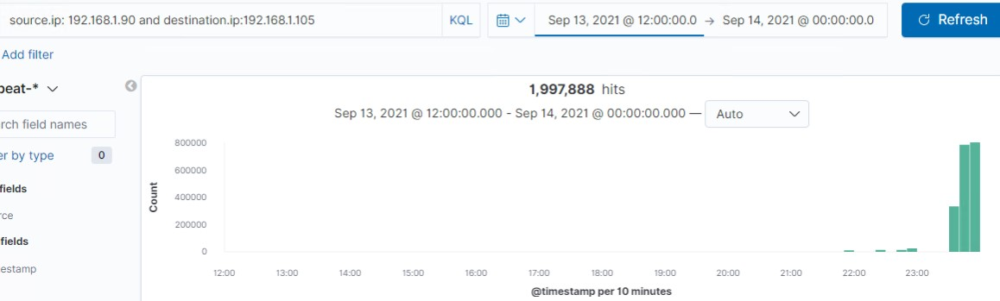 source.ip: 192.168.1.90 and destination.ip:192.168.1.105 KQL Sep 13, 2021 @ 12:00:00.0 → Sep 14, 2021 @ 00:00:00.0 Refresh
Add filter
beat-*
1,997,888 hits
Sep 13, 2021 @ 12:00:00.000 - Sep 14, 2021 @ 00:00:00.000 — Auto
rch field names
er by type 0
fields
rce
fields
estamp
Count
800000
600000
400000
200000
0
12:00 13:00 14:00 15:00 16:00 17:00 18:00 19:00 20:00 21:00 22:00 23:00
@timestamp per 10 minutes